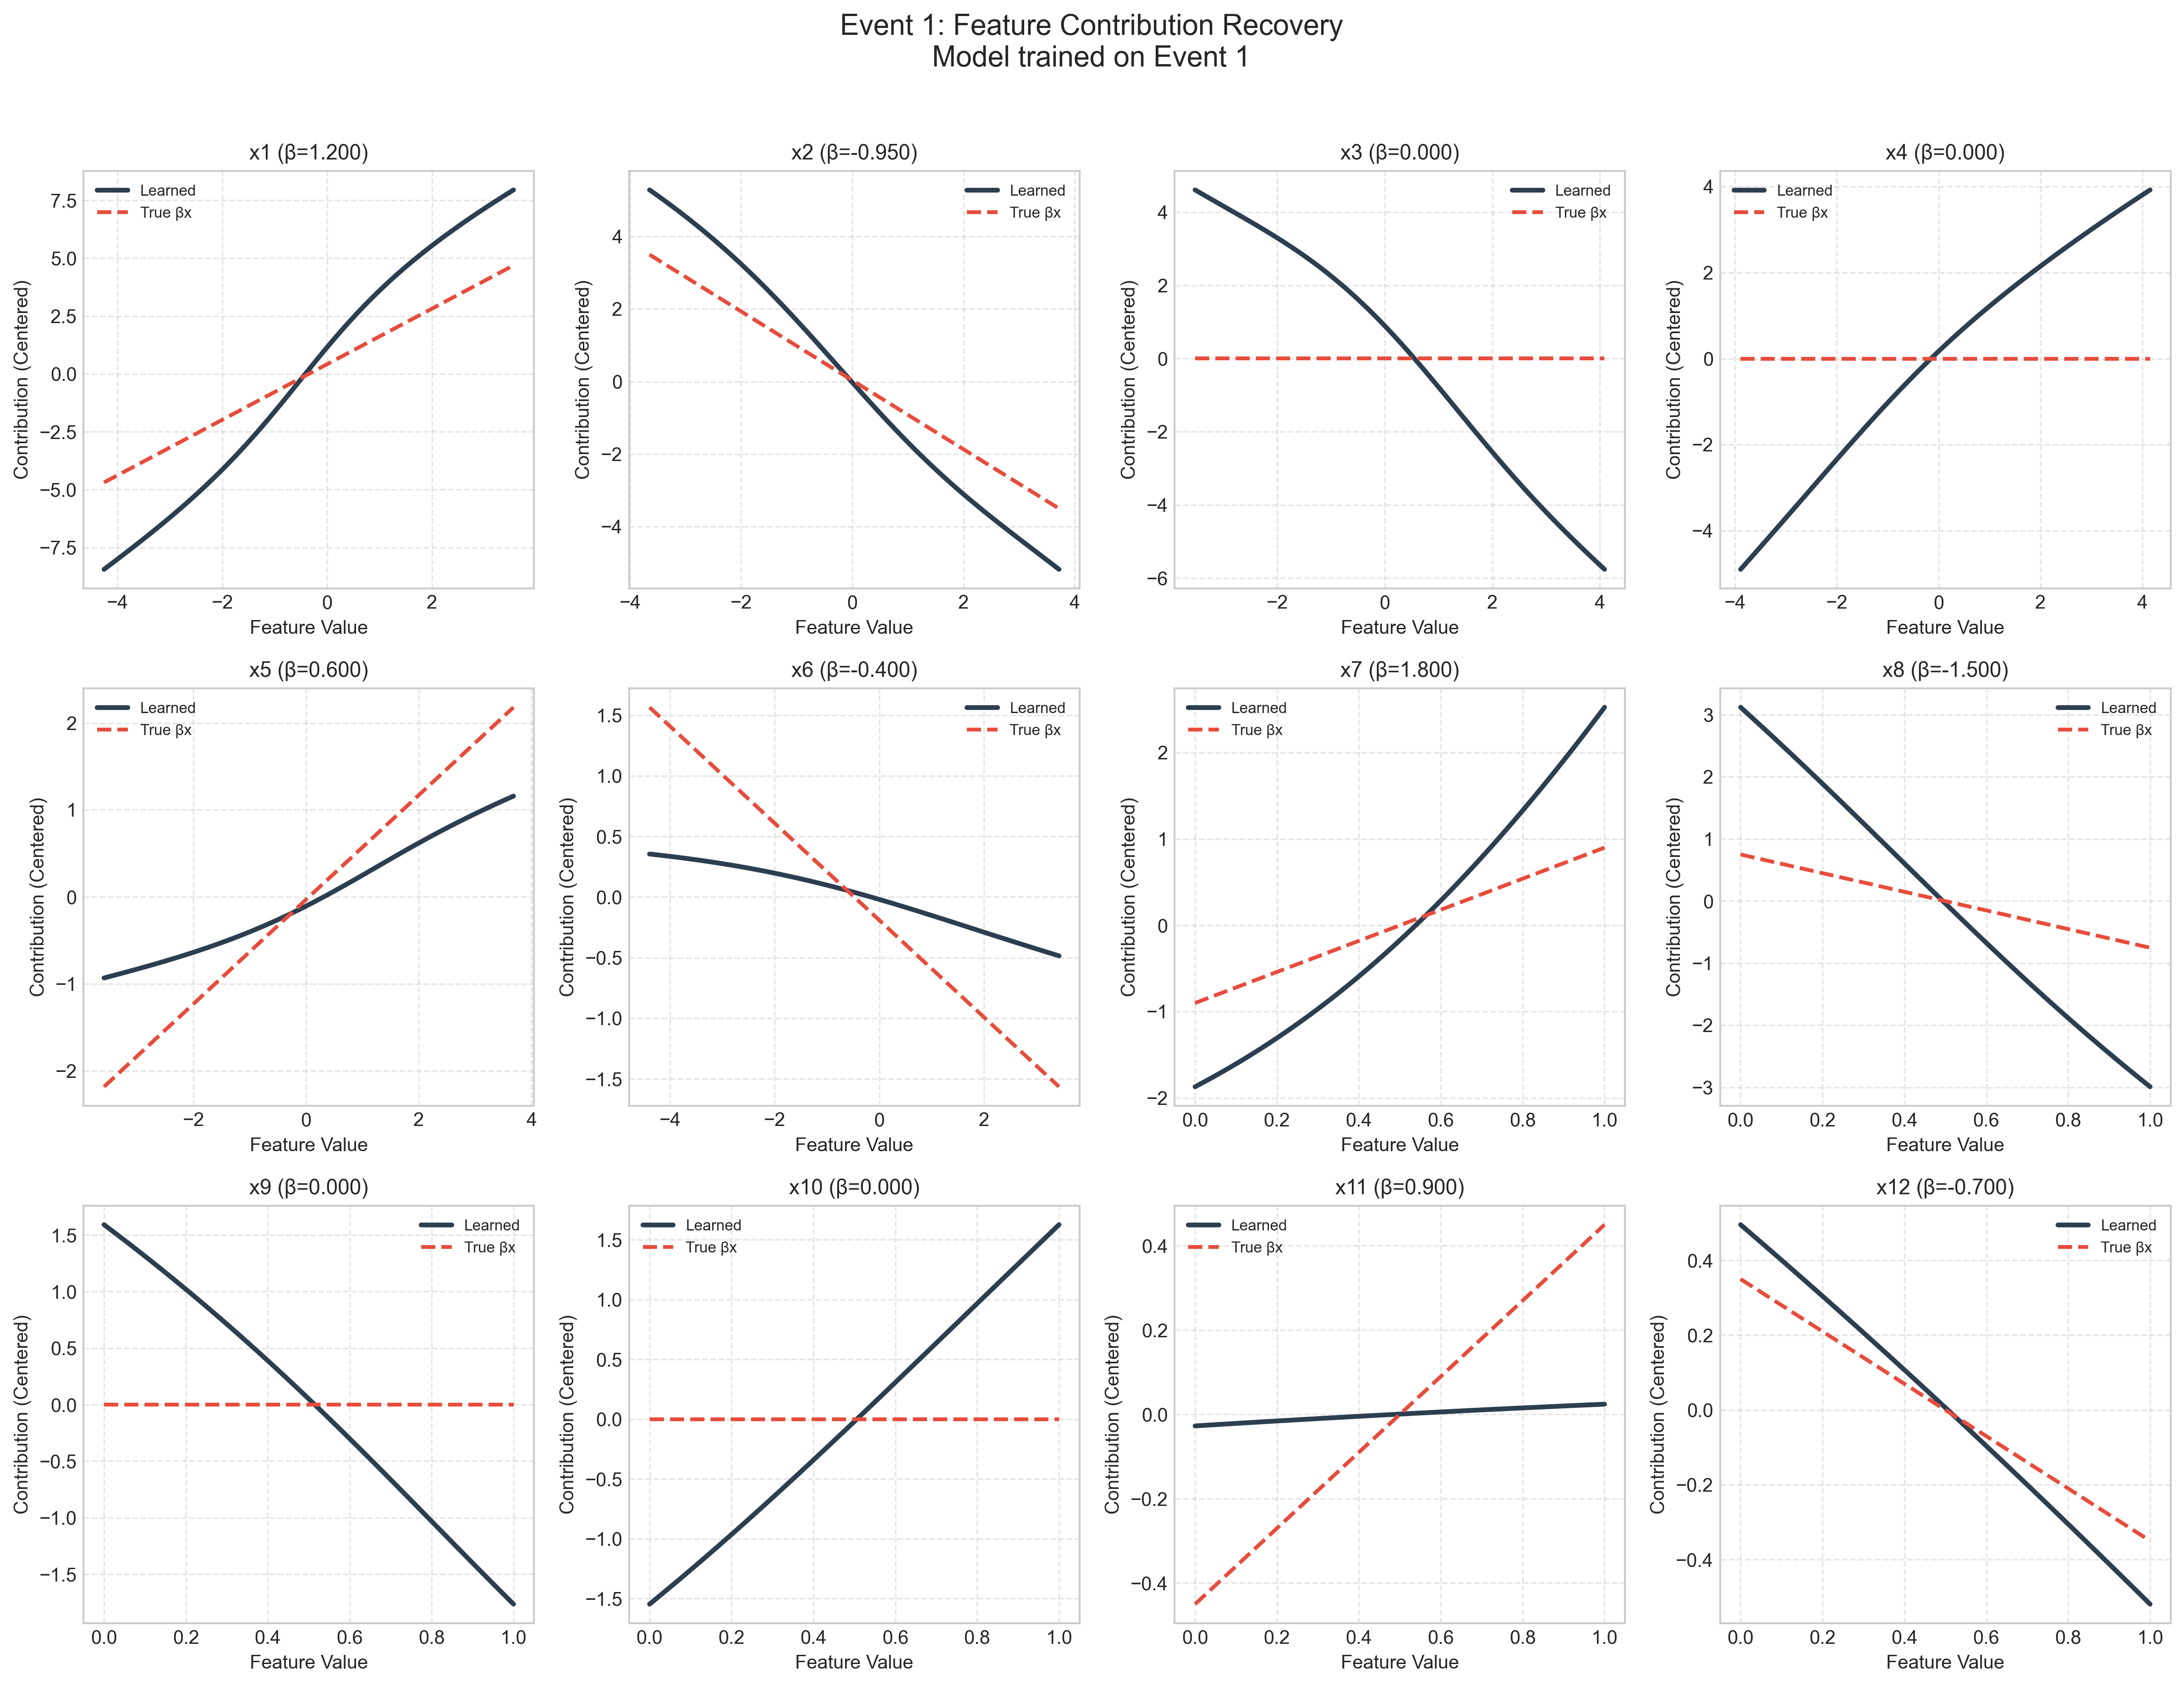 Event 1: Feature Contribution Recovery
Model trained on Event 1
x1 (β=1.200)
Learned
True βx
7.5
5.0
2.5
0.0
−2.5
−5.0
−7.5
Contribution (Centered)
−4 −2 0 2
Feature Value
x2 (β=-0.950)
Learned
True βx
4
2
0
−2
−4
Contribution (Centered)
−4 −2 0 2 4
Feature Value
x3 (β=0.000)
Learned
True βx
4
2
0
−2
−4
−6
Contribution (Centered)
−2 0 2 4
Feature Value
x4 (β=0.000)
Learned
True βx
4
2
0
−2
−4
Contribution (Centered)
−4 −2 0 2 4
Feature Value
x5 (β=0.600)
Learned
True βx
2
1
0
−1
−2
Contribution (Centered)
−2 0 2 4
Feature Value
x6 (β=-0.400)
Learned
True βx
1.5
1.0
0.5
0.0
−0.5
−1.0
−1.5
Contribution (Centered)
−4 −2 0 2
Feature Value
x7 (β=1.800)
Learned
True βx
2
1
0
−1
−2
Contribution (Centered)
0.0 0.2 0.4 0.6 0.8 1.0
Feature Value
x8 (β=-1.500)
Learned
True βx
3
2
1
0
−1
−2
−3
Contribution (Centered)
0.0 0.2 0.4 0.6 0.8 1.0
Feature Value
x9 (β=0.000)
Learned
True βx
1.5
1.0
0.5
0.0
−0.5
−1.0
−1.5
Contribution (Centered)
0.0 0.2 0.4 0.6 0.8 1.0
Feature Value
x10 (β=0.000)
Learned
True βx
1.5
1.0
0.5
0.0
−0.5
−1.0
−1.5
Contribution (Centered)
0.0 0.2 0.4 0.6 0.8 1.0
Feature Value
x11 (β=0.900)
Learned
True βx
0.4
0.2
0.0
−0.2
−0.4
Contribution (Centered)
0.0 0.2 0.4 0.6 0.8 1.0
Feature Value
x12 (β=-0.700)
Learned
True βx
0.4
0.2
0.0
−0.2
−0.4
Contribution (Centered)
0.0 0.2 0.4 0.6 0.8 1.0
Feature Value